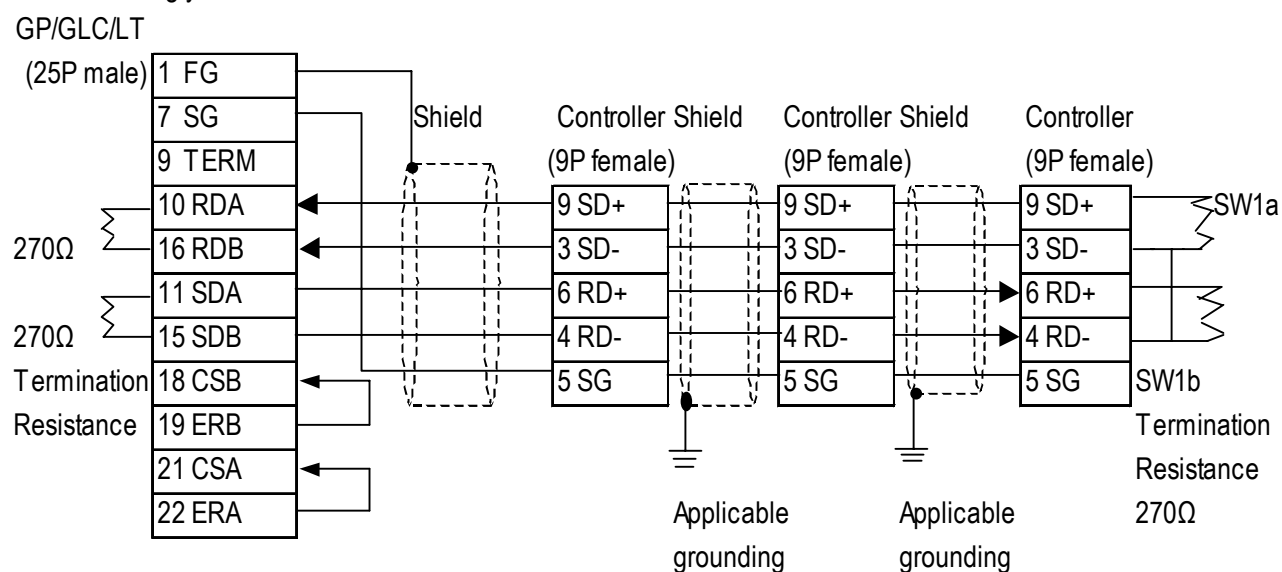 GP/GLC/LT
(25P male)
1 FG
7 SG
9 TERM
10 RDA
16 RDB
11 SDA
15 SDB
18 CSB
19 ERB
21 CSA
22 ERA
270Ω
270Ω
Termination
Resistance
Shield
Controller Shield
(9P female)
9 SD+
3 SD-
6 RD+
4 RD-
5 SG
Controller Shield
(9P female)
9 SD+
3 SD-
6 RD+
4 RD-
5 SG
Controller
(9P female)
9 SD+
3 SD-
6 RD+
4 RD-
5 SG
SW1a
SW1b
Termination
Resistance
270Ω
Applicable
grounding
Applicable
grounding